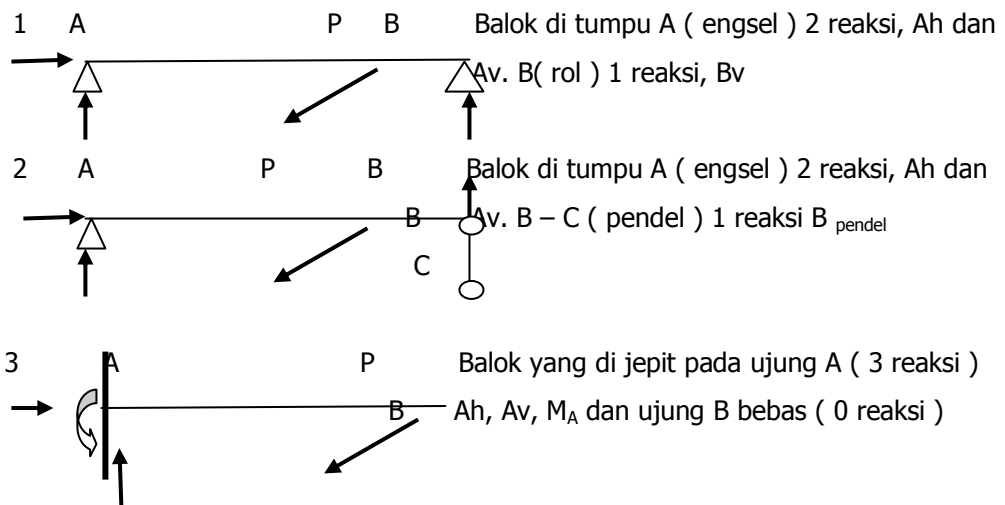 1 A P B Balok di tumpu A ( engsel ) 2 reaksi, Ah dan
Av. B( rol ) 1 reaksi, Bv
2 A P B Balok di tumpu A ( engsel ) 2 reaksi, Ah dan
B Av. B – C ( pendel ) 1 reaksi B pendel
C
3 A P Balok yang di jepit pada ujung A ( 3 reaksi )
B Ah, Av, MA dan ujung B bebas ( 0 reaksi )